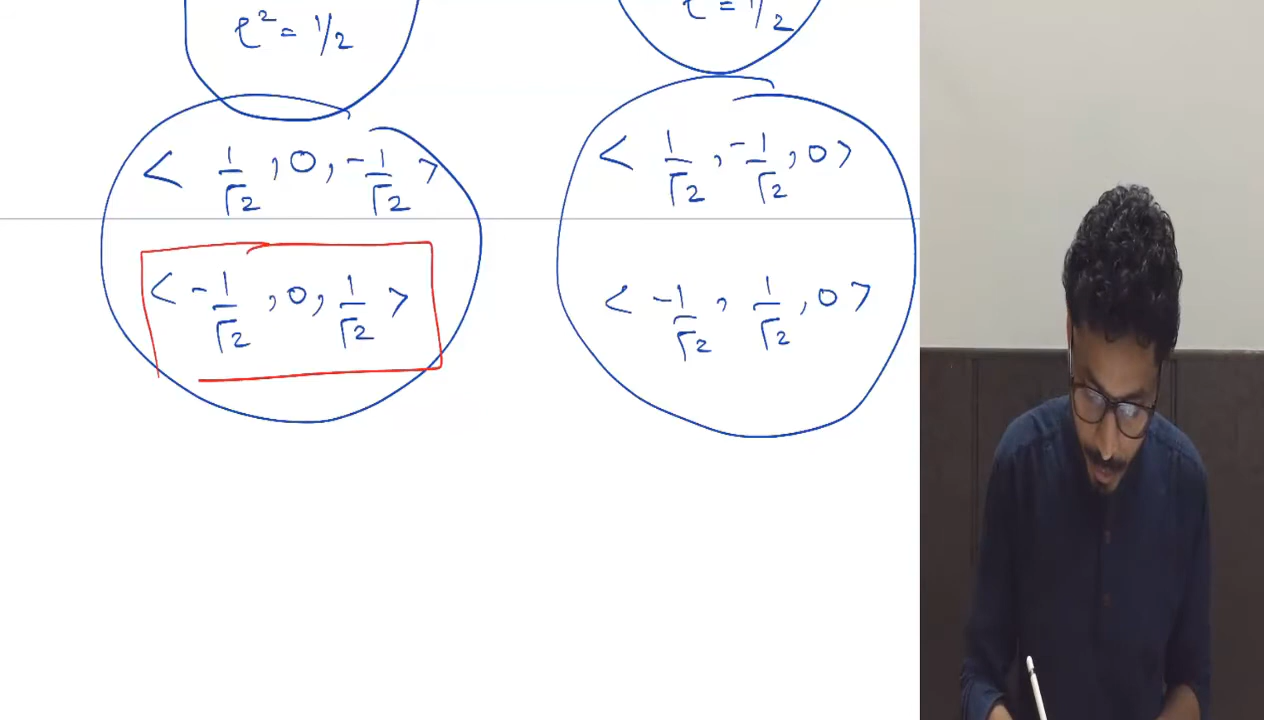 τ² = 1/2
τ = 1/2
< 1/√2 , 0 , -1/√2 >
< 1/√2 , -1/√2 , 0 >
< -1/√2 , 0 , 1/√2 >
< -1/√2 , 1/√2 , 0 >